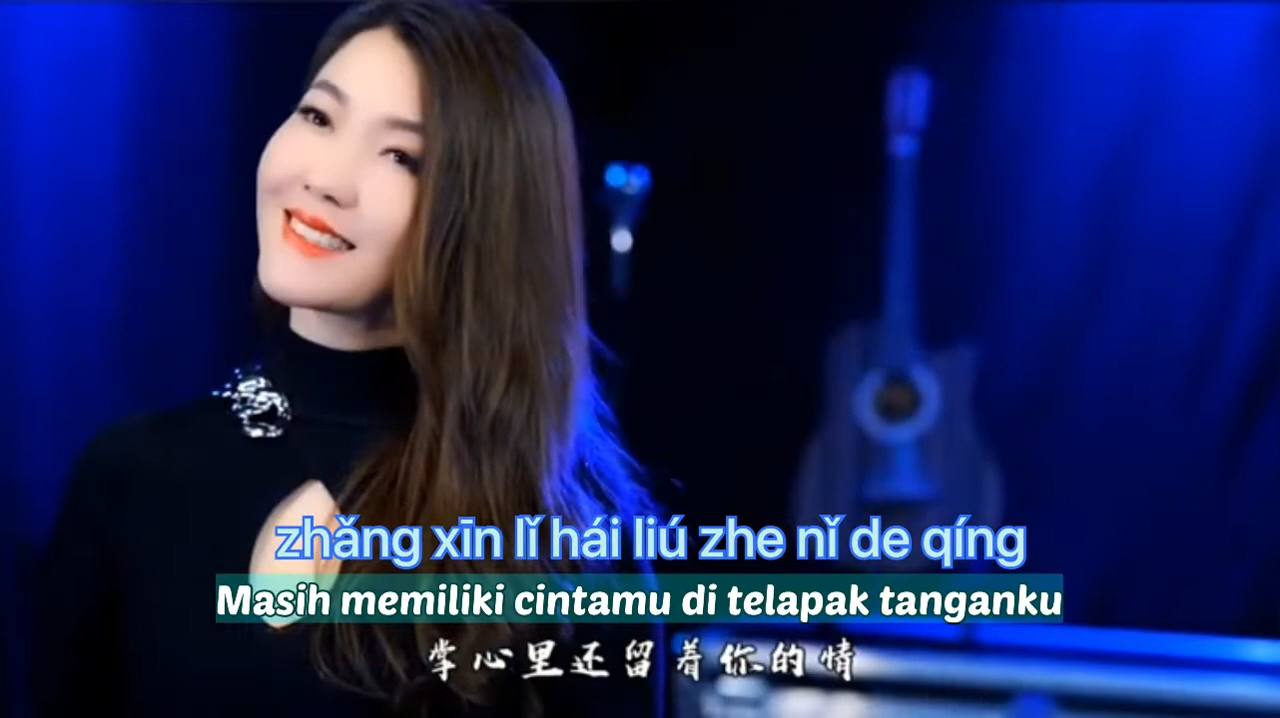 zhǎng xīn lǐ hái liú zhe nǐ de qíng
Masih memiliki cintamu di telapak tanganku
掌心里还留着你的情